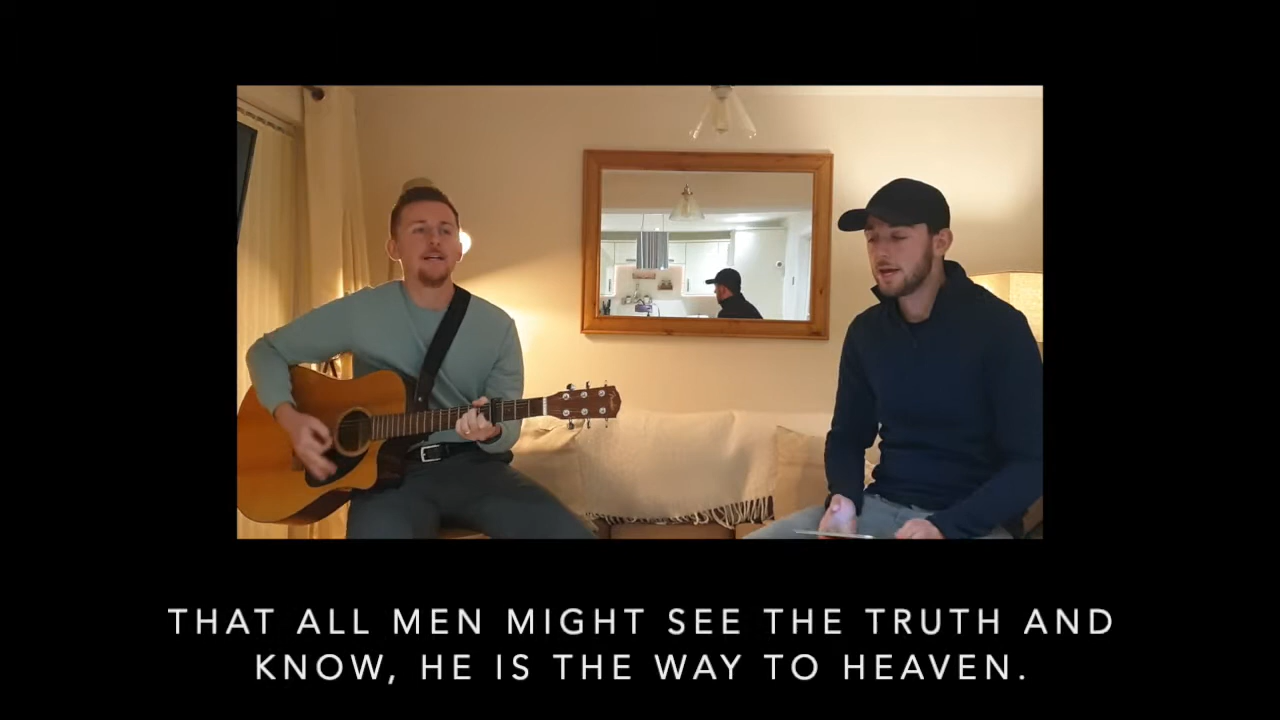 THAT ALL MEN MIGHT SEE THE TRUTH AND
KNOW, HE IS THE WAY TO HEAVEN.